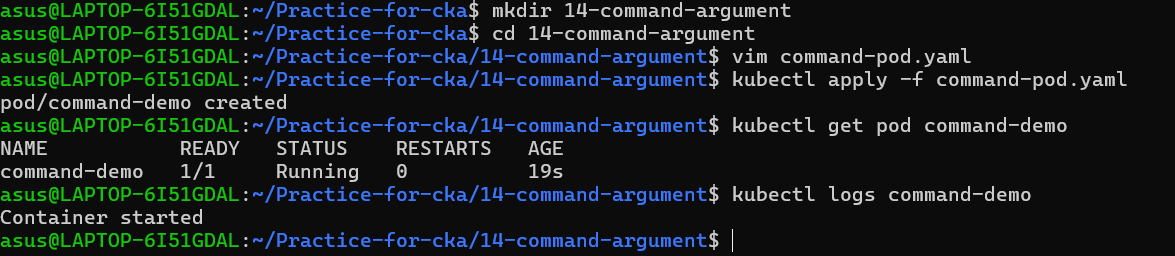 asus@LAPTOP-6I51GDAL:~/Practice-for-cka$ mkdir 14-command-argument
asus@LAPTOP-6I51GDAL:~/Practice-for-cka$ cd 14-command-argument
asus@LAPTOP-6I51GDAL:~/Practice-for-cka/14-command-argument$ vim command-pod.yaml
asus@LAPTOP-6I51GDAL:~/Practice-for-cka/14-command-argument$ kubectl apply -f command-pod.yaml
pod/command-demo created
asus@LAPTOP-6I51GDAL:~/Practice-for-cka/14-command-argument$ kubectl get pod command-demo
NAME           READY   STATUS    RESTARTS   AGE
command-demo   1/1     Running   0          19s
asus@LAPTOP-6I51GDAL:~/Practice-for-cka/14-command-argument$ kubectl logs command-demo
Container started
asus@LAPTOP-6I51GDAL:~/Practice-for-cka/14-command-argument$